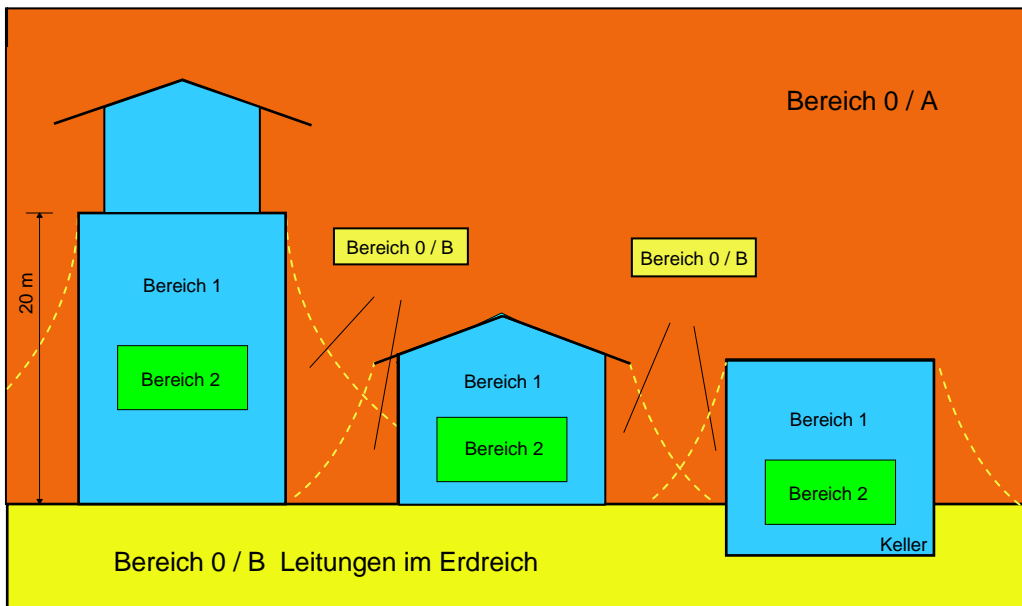 Bereich 0 / A
Bereich 0 / B
Bereich 0 / B
20 m
Bereich 1
Bereich 2
Bereich 1
Bereich 2
Bereich 1
Bereich 2
Keller
Bereich 0 / B Leitungen im Erdreich